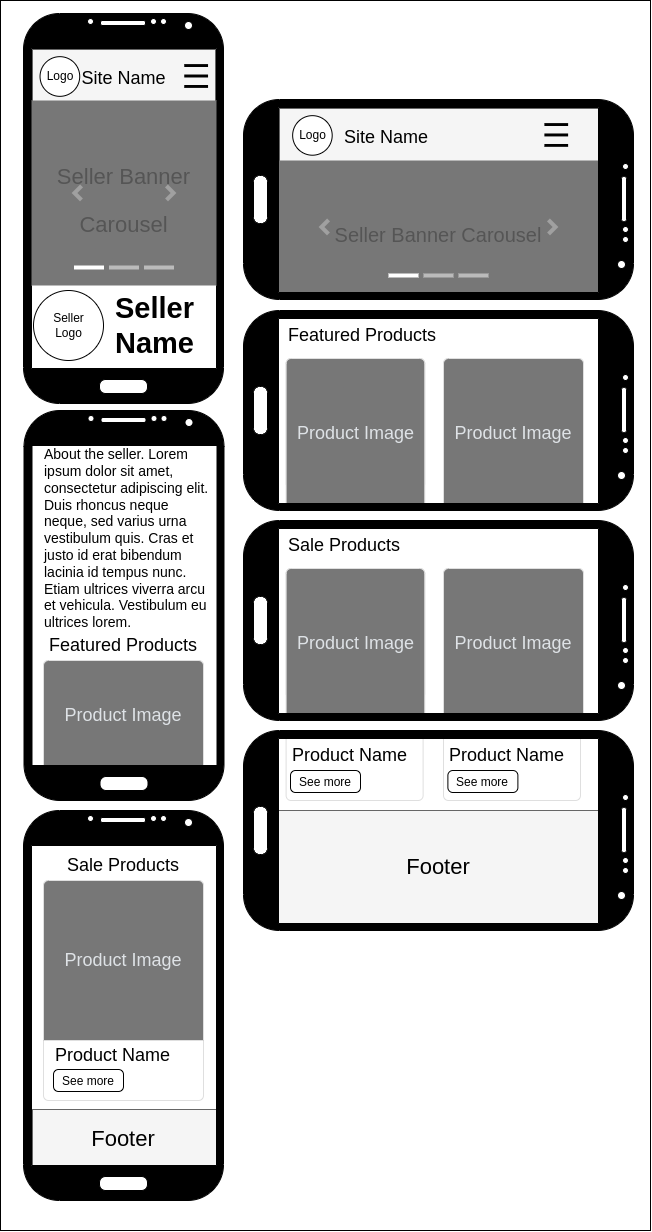 Logo
Site Name
Seller Banner
Carousel
Seller
Logo
Seller
Name
About the seller. Lorem
ipsum dolor sit amet,
consectetur adipiscing elit.
Duis rhoncus neque
neque, sed varius urna
vestibulum quis. Cras et
justo id erat bibendum
lacinia id tempus nunc.
Etiam ultrices viverra arcu
et vehicula. Vestibulum eu
ultrices lorem.
Featured Products
Product Image
Sale Products
Product Image
Product Name
See more
Footer
Logo
Site Name
Seller Banner Carousel
Featured Products
Product Image Product Image
Sale Products
Product Image Product Image
Product Name Product Name
See more See more
Footer